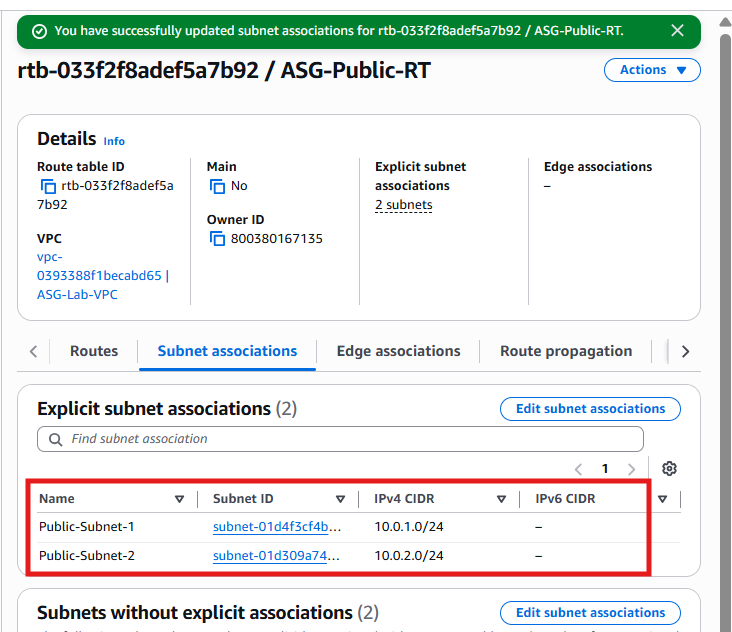 You have successfully updated subnet associations for rtb-033f2f8adef5a7b92 / ASG-Public-RT.
rtb-033f2f8adef5a7b92 / ASG-Public-RT
Actions
Details Info
Route table ID
rtb-033f2f8adef5a
7b92
VPC
vpc-
0393388f1becabd65 |
ASG-Lab-VPC
Main
No
Owner ID
800380167135
Explicit subnet
associations
2 subnets
Edge associations
–
Routes Subnet associations Edge associations Route propagation
Explicit subnet associations (2) Edit subnet associations
Find subnet association
1
Name Subnet ID IPv4 CIDR IPv6 CIDR
Public-Subnet-1 subnet-01d4f3cf4b... 10.0.1.0/24 –
Public-Subnet-2 subnet-01d309a74... 10.0.2.0/24 –
Subnets without explicit associations (2) Edit subnet associations